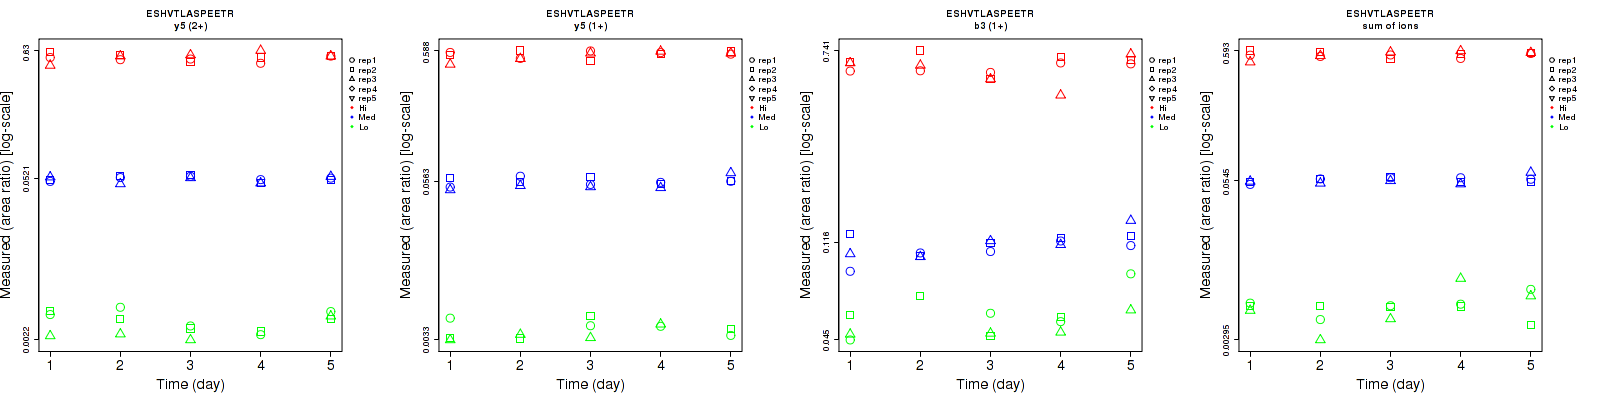 ESHVTLASPEETR
y5 (2+)
Measured (area ratio) [log-scale]
0.63
0.0521
0.0022
1 2 3 4 5
Time (day)
rep1
rep2
rep3
rep4
rep5
Hi
Med
Lo
ESHVTLASPEETR
y5 (1+)
Measured (area ratio) [log-scale]
0.588
0.0563
0.0033
1 2 3 4 5
Time (day)
rep1
rep2
rep3
rep4
rep5
Hi
Med
Lo
ESHVTLASPEETR
b3 (1+)
Measured (area ratio) [log-scale]
0.741
0.116
0.045
1 2 3 4 5
Time (day)
rep1
rep2
rep3
rep4
rep5
Hi
Med
Lo
ESHVTLASPEETR
sum of ions
Measured (area ratio) [log-scale]
0.593
0.0545
0.00295
1 2 3 4 5
Time (day)
rep1
rep2
rep3
rep4
rep5
Hi
Med
Lo